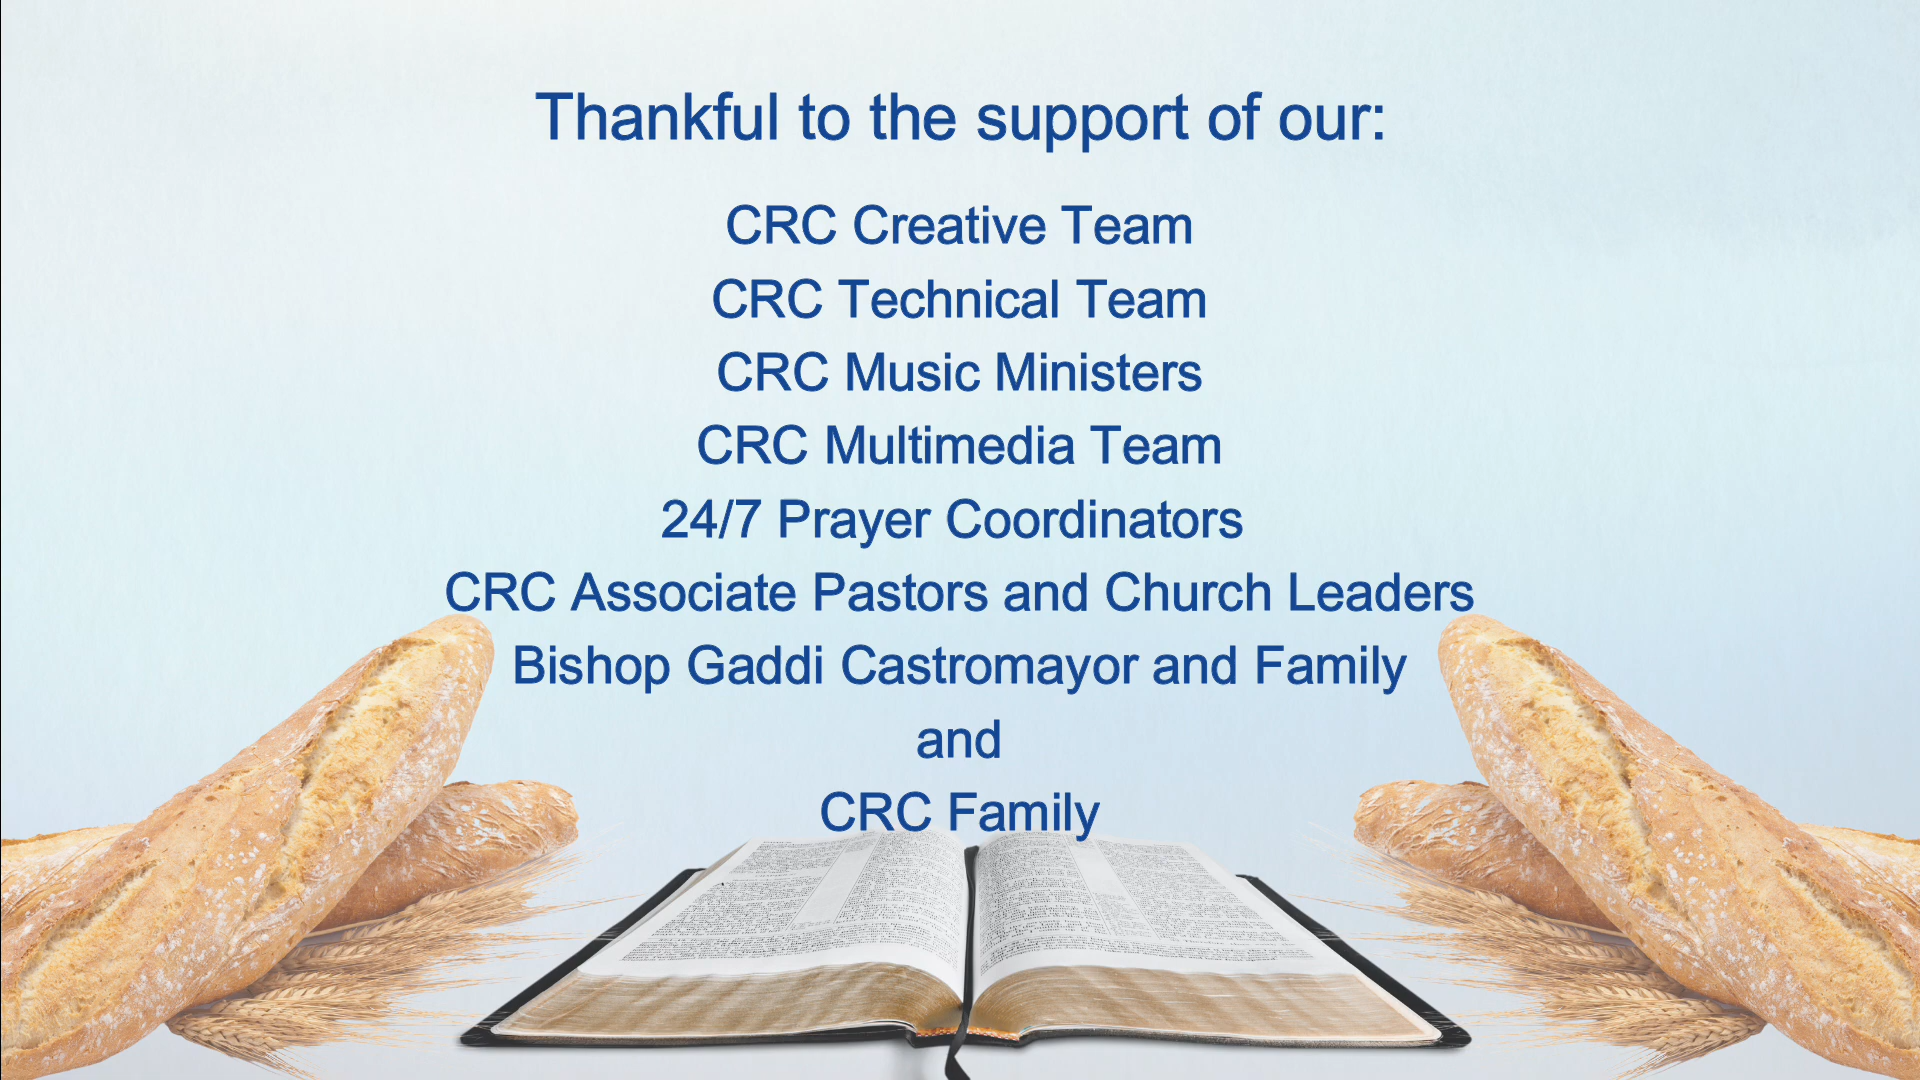 Thankful to the support of our:
CRC Creative Team
CRC Technical Team
CRC Music Ministers
CRC Multimedia Team
24/7 Prayer Coordinators
CRC Associate Pastors and Church Leaders
Bishop Gaddi Castromayor and Family
and
CRC Family